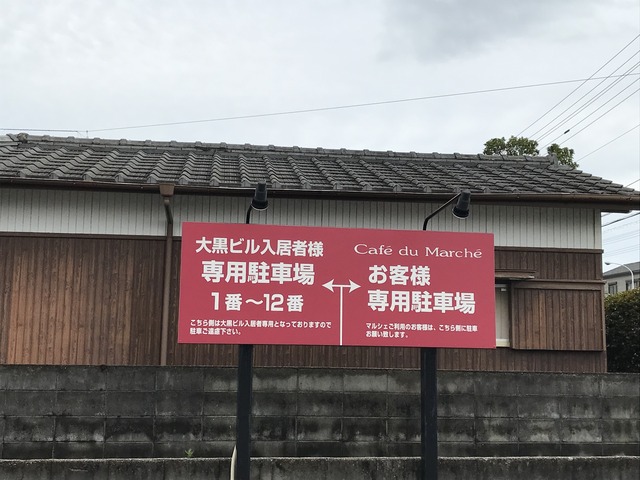 大黒ビル入居者様
専用駐車場
1番～12番
こちら側は大黒ビル入居者専用となっておりますので
駐車ご遠慮下さい。
Café du Marché
お客様
専用駐車場
マルシェご利用のお客様は、こちら側に駐車
お願い致します。